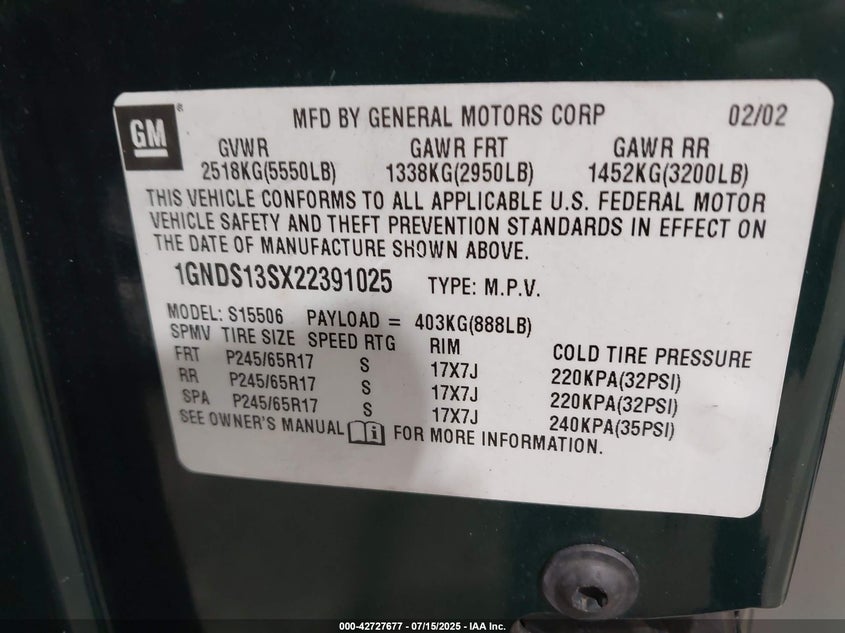 GM
®
MFD BY GENERAL MOTORS CORP 02/02
GVWR GAWR FRT GAWR RR
2518KG(5550LB) 1338KG(2950LB) 1452KG(3200LB)
THIS VEHICLE CONFORMS TO ALL APPLICABLE U.S. FEDERAL MOTOR
VEHICLE SAFETY AND THEFT PREVENTION STANDARDS IN EFFECT ON
THE DATE OF MANUFACTURE SHOWN ABOVE.
1GNDS13SX22391025 TYPE: M.P.V.
MODEL: S15506 PAYLOAD = 403KG(888LB)
SPMV TIRE SIZE SPEED RTG RIM COLD TIRE PRESSURE
FRT P245/65R17 S 17X7J 220KPA(32PSI)
RR P245/65R17 S 17X7J 220KPA(32PSI)
SPA P245/65R17 S 17X7J 240KPA(35PSI)
SEE OWNER'S MANUAL i FOR MORE INFORMATION.
000-42727677 - 07/15/2025 - IAA Inc.